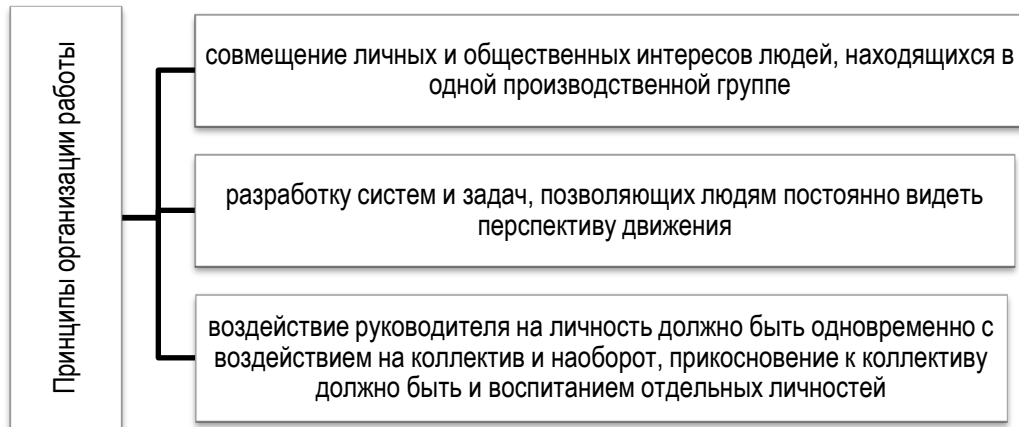 Принципы организации работы
совмещение личных и общественных интересов людей, находящихся в
одной производственной группе
разработку систем и задач, позволяющих людям постоянно видеть
перспективу движения
воздействие руководителя на личность должно быть одновременно с
воздействием на коллектив и наоборот, прикосновение к коллективу
должно быть и воспитанием отдельных личностей